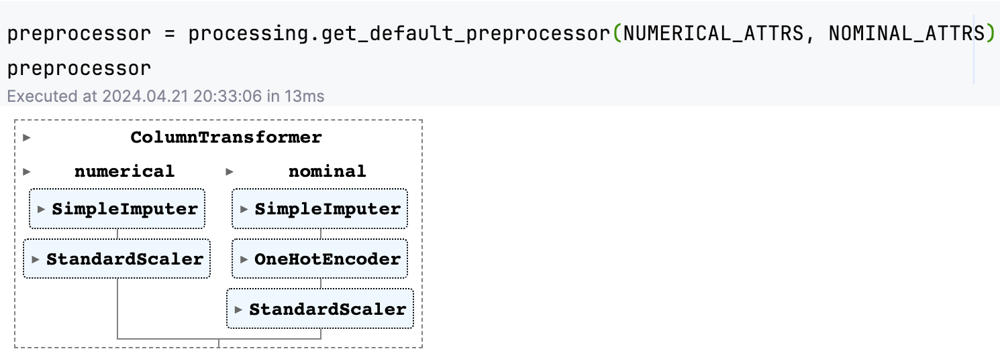 preprocessor = processing.get_default_preprocessor(NUMERICAL_ATTRS, NOMINAL_ATTRS)
preprocessor
Executed at 2024.04.21 20:33:06 in 13ms
ColumnTransformer
numerical nominal
SimpleImputer SimpleImputer
StandardScaler OneHotEncoder
StandardScaler